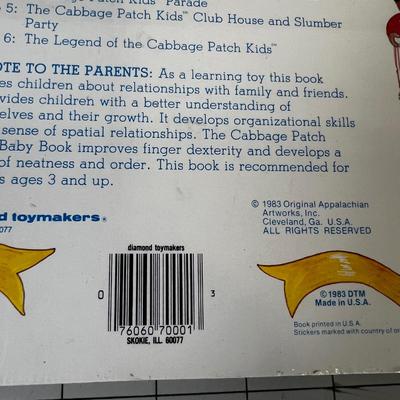 Patch Kids™ Parade
5: The Cabbage Patch Kids™ Club House and Slumber
Party
6: The Legend of the Cabbage Patch Kids™
TO THE PARENTS: As a learning toy this book
children about relationships with family and friends.
children with a better understanding of
and their growth. It develops organizational skills
sense of spatial relationships. The Cabbage Patch
Baby Book improves finger dexterity and develops a
of neatness and order. This book is recommended for
ages 3 and up.
toymakers®
© 1983 Original Appalachian
Artworks, Inc.
Cleveland, Ga. U.S.A.
ALL RIGHTS RESERVED
diamond toymakers
0 76060 70001 3
SKOKIE, ILL. 60077
© 1983 DTM
Made in U.S.A.
Book printed in U.S.A.
Stickers marked with country of